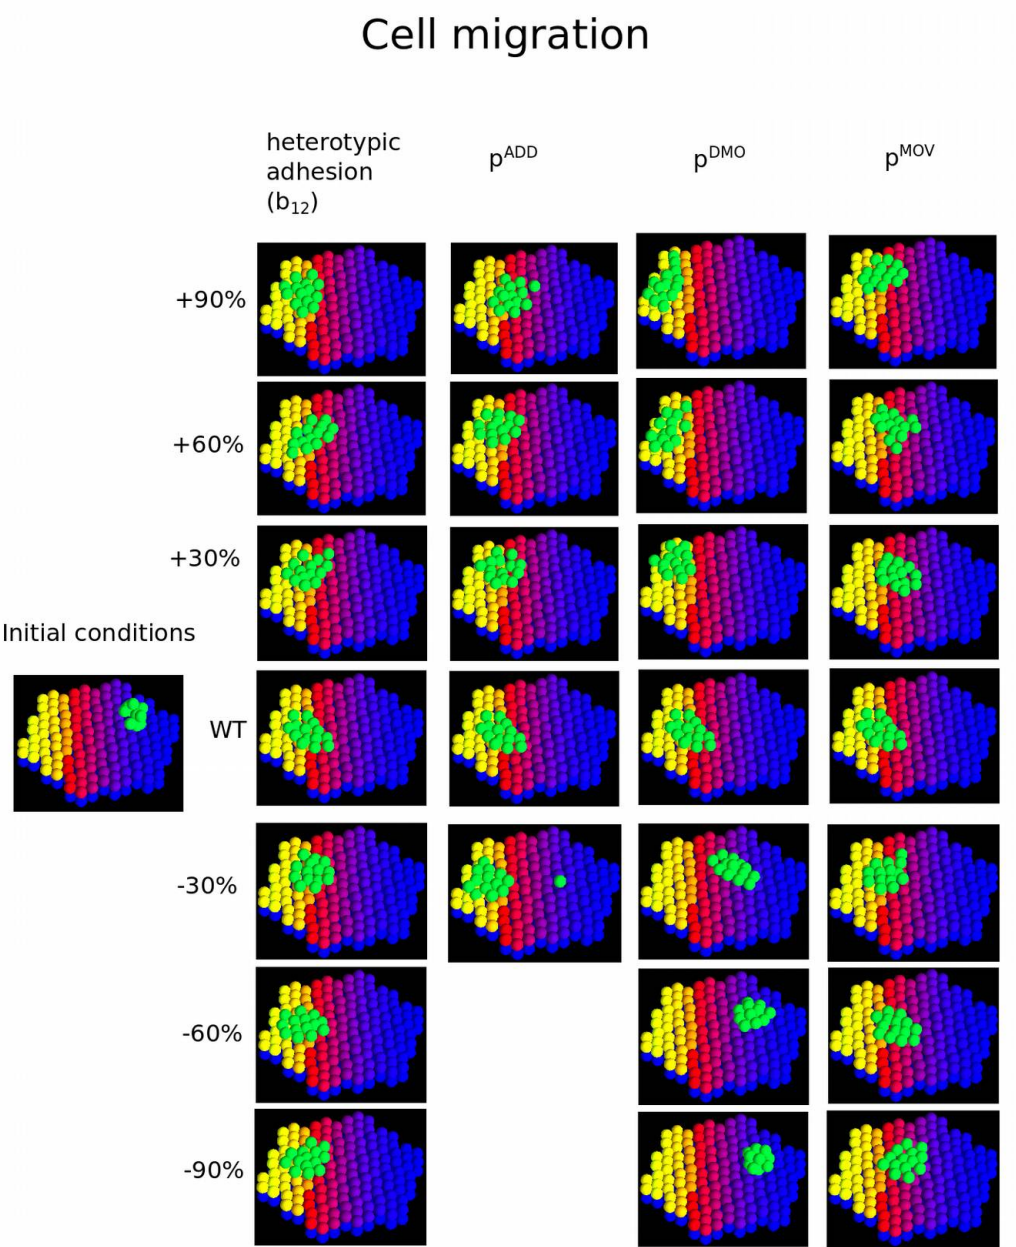 Cell migration
heterotypic
adhesion
(b₁₂)
pᴬᴰᴰ
pᴰᴹᴼ
pᴹᴼⱽ
+90%
+60%
+30%
Initial conditions
WT
-30%
-60%
-90%